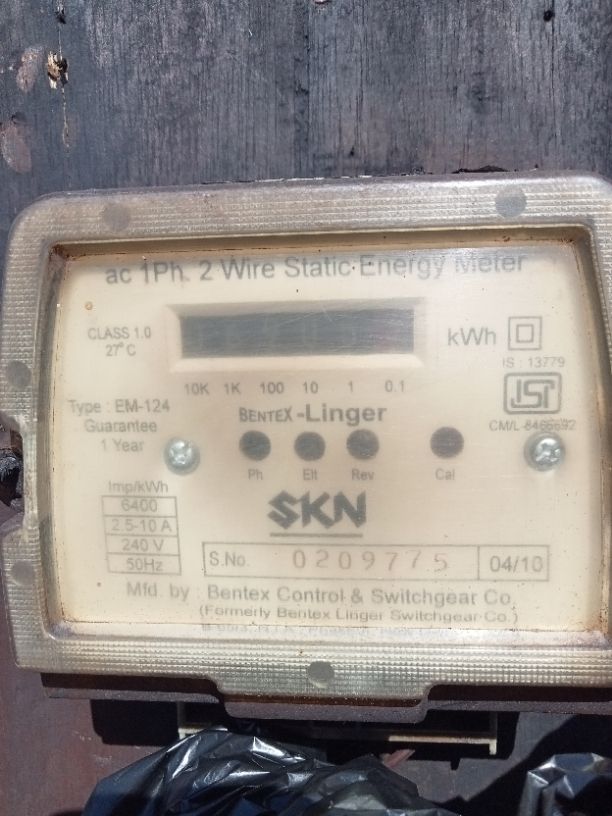 ac 1Ph. 2 Wire Static Energy Meter
CLASS 1.0
27°C
kWh
IS : 13779
10K 1K 100 10 1 0.1
BENTEX-Linger
Type : EM-124
Guarantee
1 Year
ISI
CM/L-8466692
Ph Elt Rev Cal
SKN
Imp/kWh
6400
2.5-10 A
240 V
50Hz
S.No. 0209775 04/10
Mfd. by : Bentex Control & Switchgear Co.
(Formerly Bentex Linger Switchgear Co.)